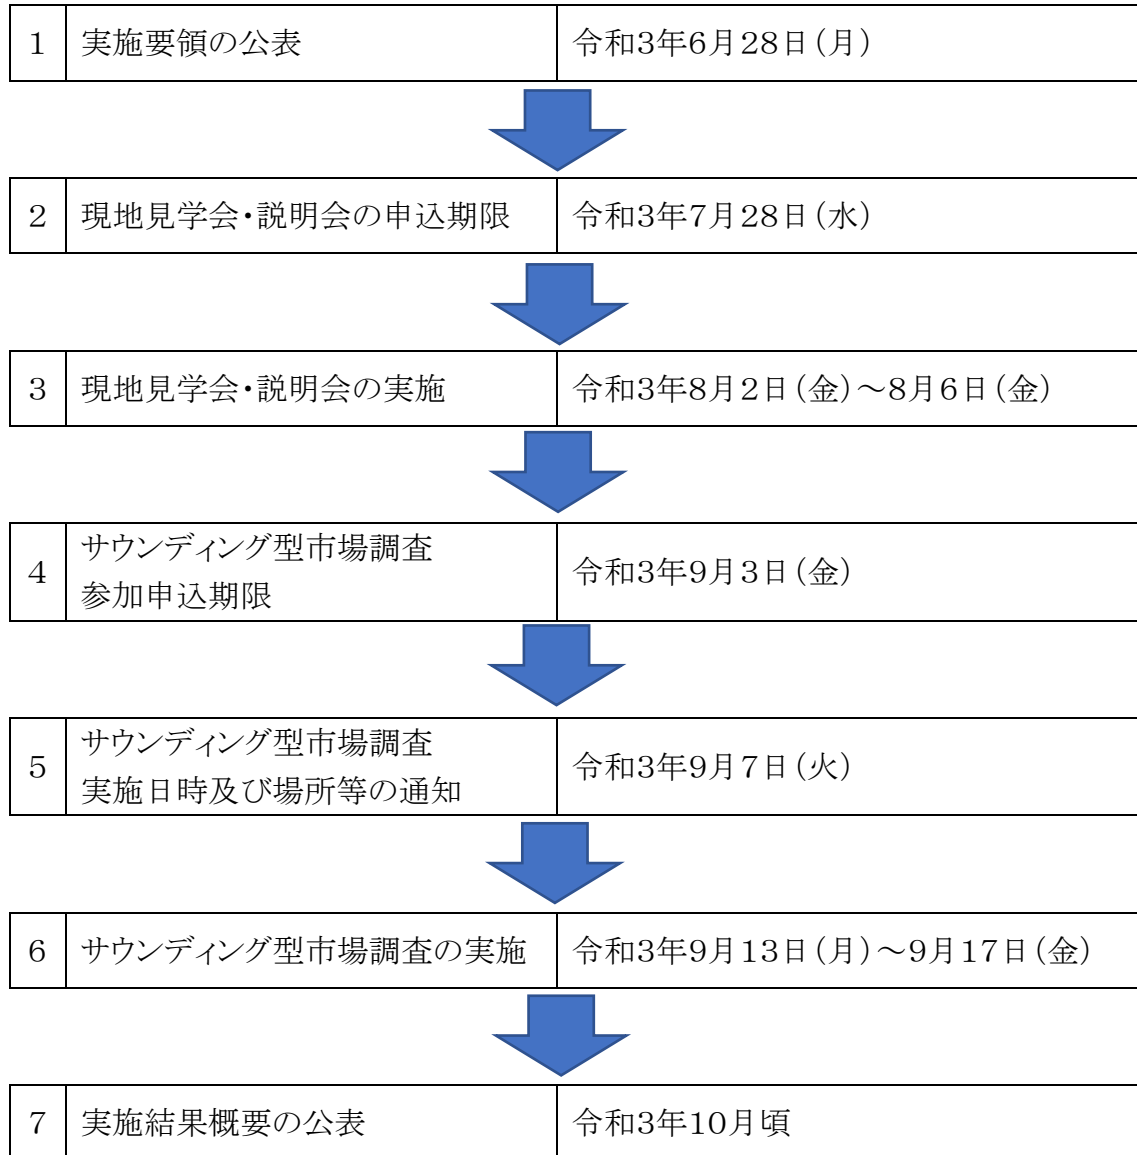 1 実施要領の公表 令和3年6月28日(月)
2 現地見学会・説明会の申込期限 令和3年7月28日(水)
3 現地見学会・説明会の実施 令和3年8月2日(金)～8月6日(金)
4 サウンディング型市場調査
参加申込期限 令和3年9月3日(金)
5 サウンディング型市場調査
実施日時及び場所等の通知 令和3年9月7日(火)
6 サウンディング型市場調査の実施 令和3年9月13日(月)～9月17日(金)
7 実施結果概要の公表 令和3年10月頃